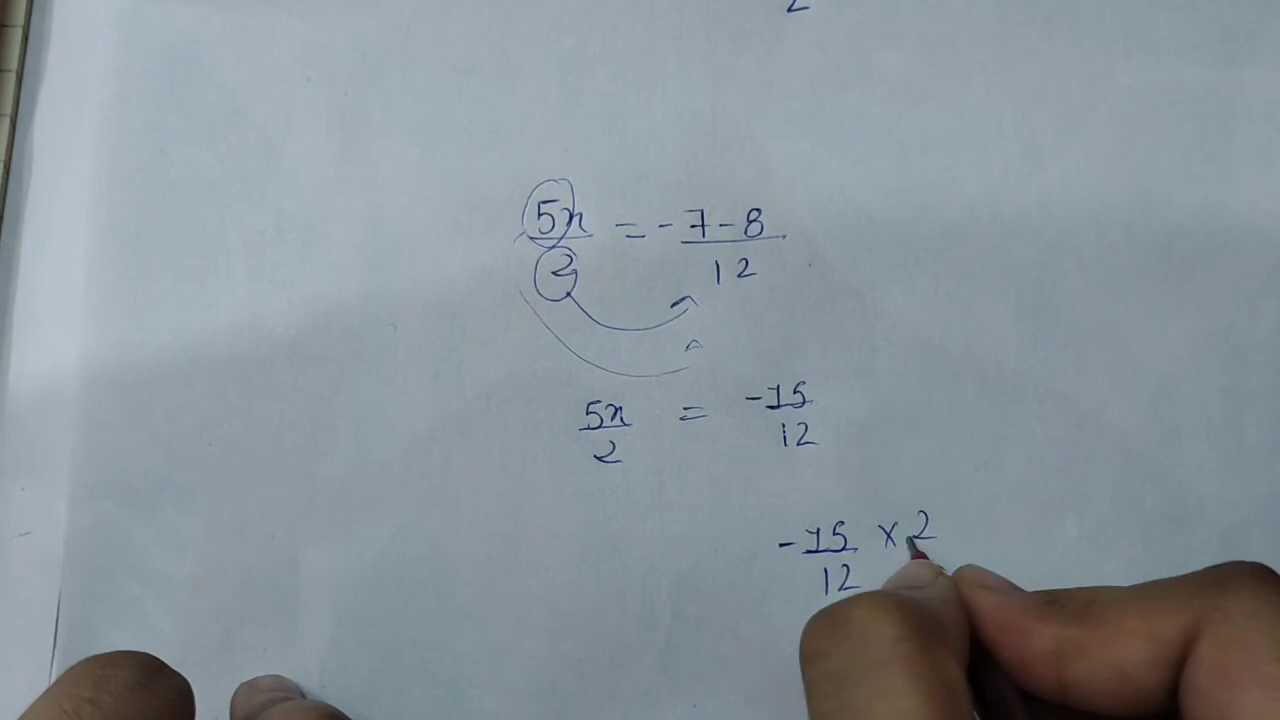 5x/2 = -7-8/12
5x/2 = -15/12
-15/12 × 2